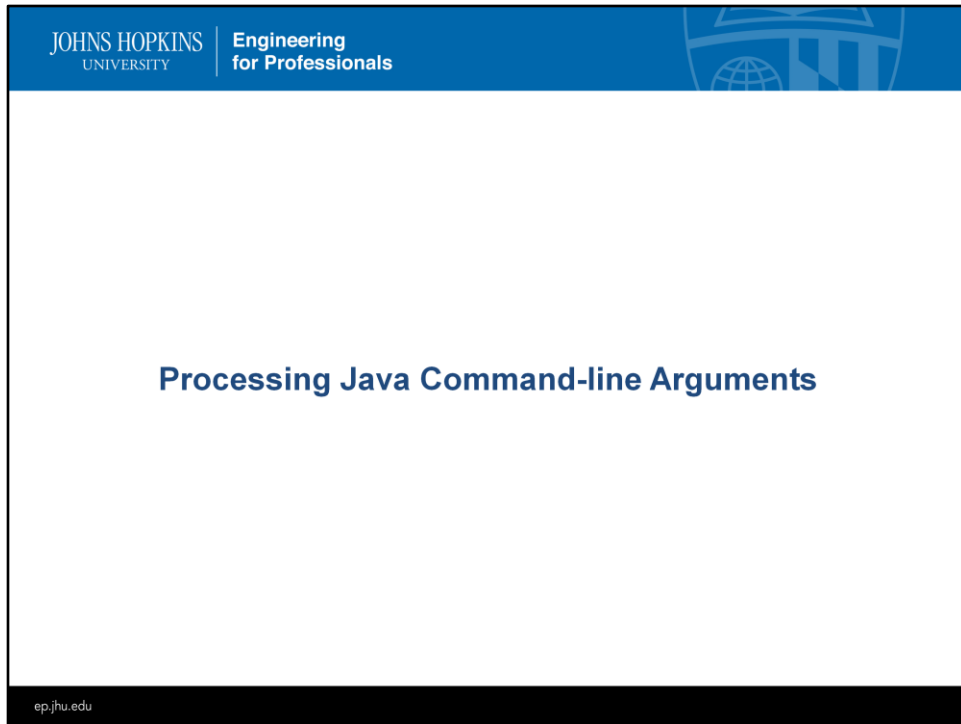 JOHNS HOPKINS
UNIVERSITY
Engineering
for Professionals
Processing Java Command-line Arguments
ep.jhu.edu